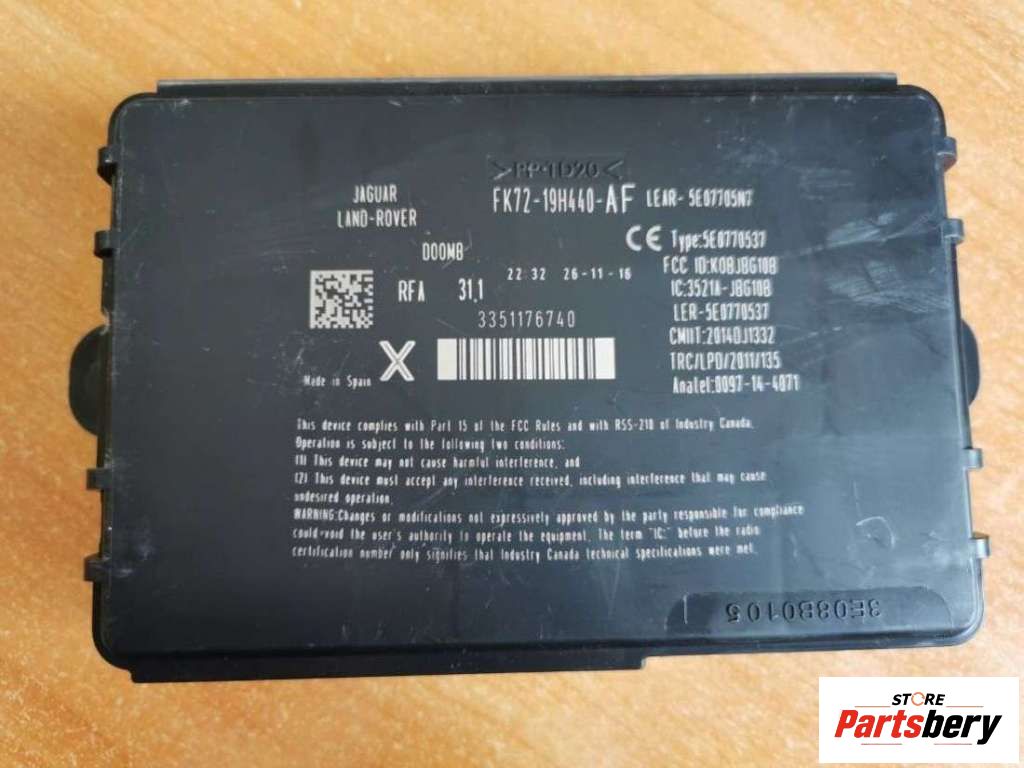 >PP-TD20<
JAGUAR
LAND-ROVER
FK72-19H440-AF LEAR- 5E07705N7
D00MB
CE Type:5E0770537
FCC ID:KOBJBG10B
IC:3521A-JBG10B
LER-5E0770537
CMIIT:2014DJ1332
TRC/LPD/2011/135
Anatel:0097-14-4071
22 32 26-11-16
RFA 31.1
3351176740
Made in Spain X
This device complies with Part 15 of the FCC Rules and with RSS-210 of Industry Canada.
Operation is subject to the following two conditions:
(1) This device may not cause harmful interference, and
(2) This device must accept any interference received, including interference that may cause
undesired operation.
WARNING:Changes or modifications not expressively approved by the party responsible for compliance
could-void the user's authority to operate the equipment. The term "IC:" before the radio
certification number only signifies that Industry Canada technical specifications were met.
3E08B0105
STORE
Partsbery